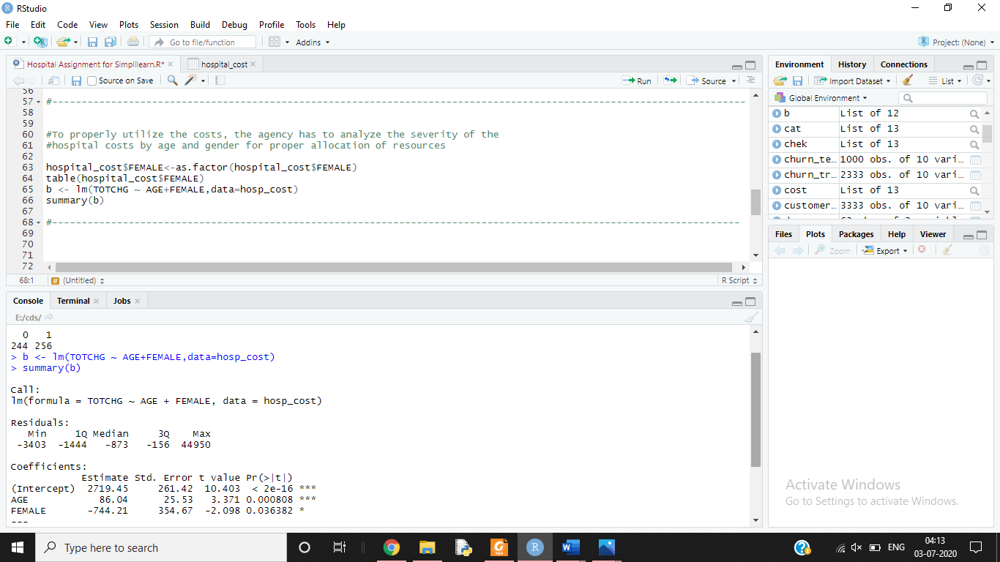 RStudio
File Edit Code View Plots Session Build Debug Profile Tools Help
Go to file/function Addins Project: (None)
Hospital Assignment for Simplilearn.R* hospital_cost
Source on Save Run Source
56
57 #---------------------------------------------------------------------------------------------------------------
58
59
60 #To properly utilize the costs, the agency has to analyze the severity of the
61 #hospital costs by age and gender for proper allocation of resources
62
63 hospital_cost$FEMALE<-as.factor(hospital_cost$FEMALE)
64 table(hospital_cost$FEMALE)
65 b <- lm(TOTCHG ~ AGE+FEMALE,data=hosp_cost)
66 summary(b)
67
68 #--------------------------------------------------------------------------------------------------------------
69
70
71
72
68:1 # (Untitled) R Script
Console Terminal Jobs
E:/cds/
0 1
244 256
> b <- lm(TOTCHG ~ AGE+FEMALE,data=hosp_cost)
> summary(b)
Call:
lm(formula = TOTCHG ~ AGE + FEMALE, data = hosp_cost)
Residuals:
Min 1Q Median 3Q Max
-3403 -1444 -873 -156 44950
Coefficients:
Estimate Std. Error t value Pr(>|t|)
(Intercept) 2719.45 261.42 10.403 < 2e-16 ***
AGE 86.04 25.53 3.371 0.000808 ***
FEMALE -744.21 354.67 -2.098 0.036382 *
---
Environment History Connections
Import Dataset List
Global Environment
b List of 12
cat List of 13
chek List of 13
churn_te… 1000 obs. of 10 vari…
churn_tr… 2333 obs. of 10 vari…
cost List of 13
customer… 3333 obs. of 10 vari…
Files Plots Packages Help Viewer
Zoom Export
Activate Windows
Go to Settings to activate Windows.
Type here to search
ENG
04:13
03-07-2020